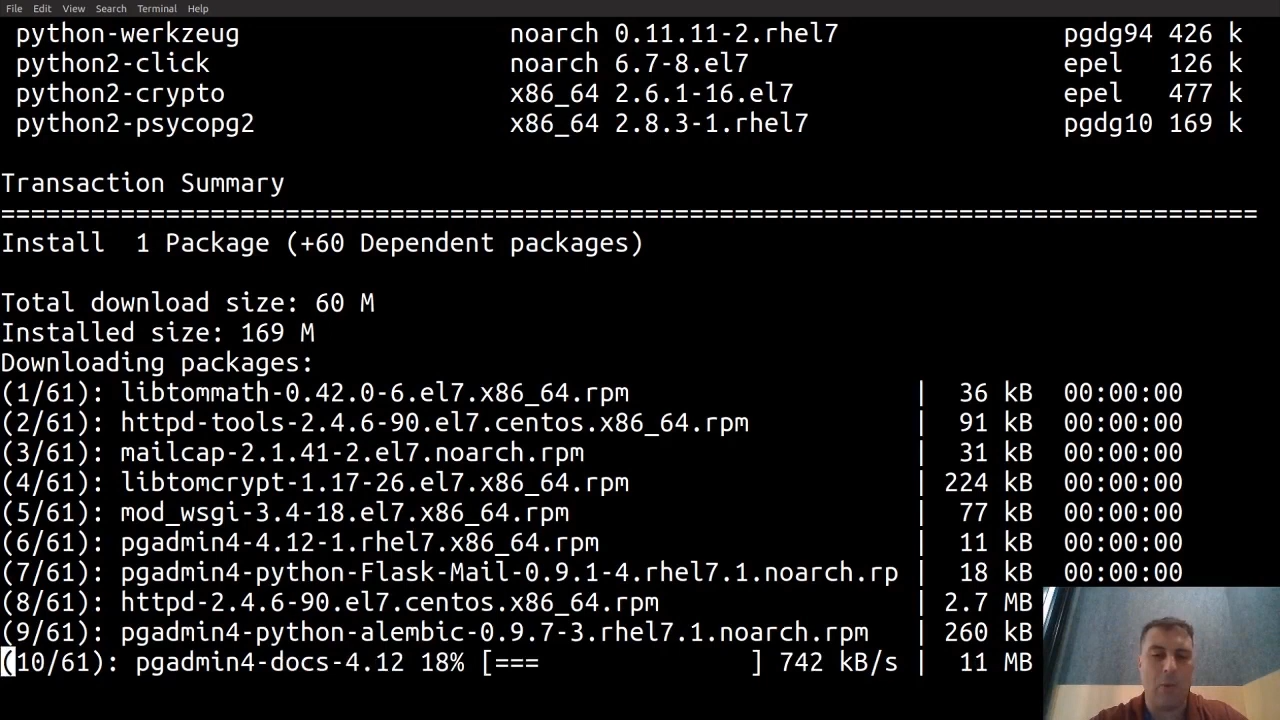 File Edit View Search Terminal Help
python-werkzeug noarch 0.11.11-2.rhel7 pgdg94 426 k
python2-click noarch 6.7-8.el7 epel 126 k
python2-crypto x86_64 2.6.1-16.el7 epel 477 k
python2-psycopg2 x86_64 2.8.3-1.rhel7 pgdg10 169 k
Transaction Summary
====================================================================================
Install 1 Package (+60 Dependent packages)
Total download size: 60 M
Installed size: 169 M
Downloading packages:
(1/61): libtommath-0.42.0-6.el7.x86_64.rpm | 36 kB 00:00:00
(2/61): httpd-tools-2.4.6-90.el7.centos.x86_64.rpm | 91 kB 00:00:00
(3/61): mailcap-2.1.41-2.el7.noarch.rpm | 31 kB 00:00:00
(4/61): libtomcrypt-1.17-26.el7.x86_64.rpm | 224 kB 00:00:00
(5/61): mod_wsgi-3.4-18.el7.x86_64.rpm | 77 kB 00:00:00
(6/61): pgadmin4-4.12-1.rhel7.x86_64.rpm | 11 kB 00:00:00
(7/61): pgadmin4-python-Flask-Mail-0.9.1-4.rhel7.1.noarch.rp | 18 kB 00:00:00
(8/61): httpd-2.4.6-90.el7.centos.x86_64.rpm | 2.7 MB
(9/61): pgadmin4-python-alembic-0.9.7-3.rhel7.1.noarch.rpm | 260 kB
(10/61): pgadmin4-docs-4.12 18% [=== ] 742 kB/s | 11 MB